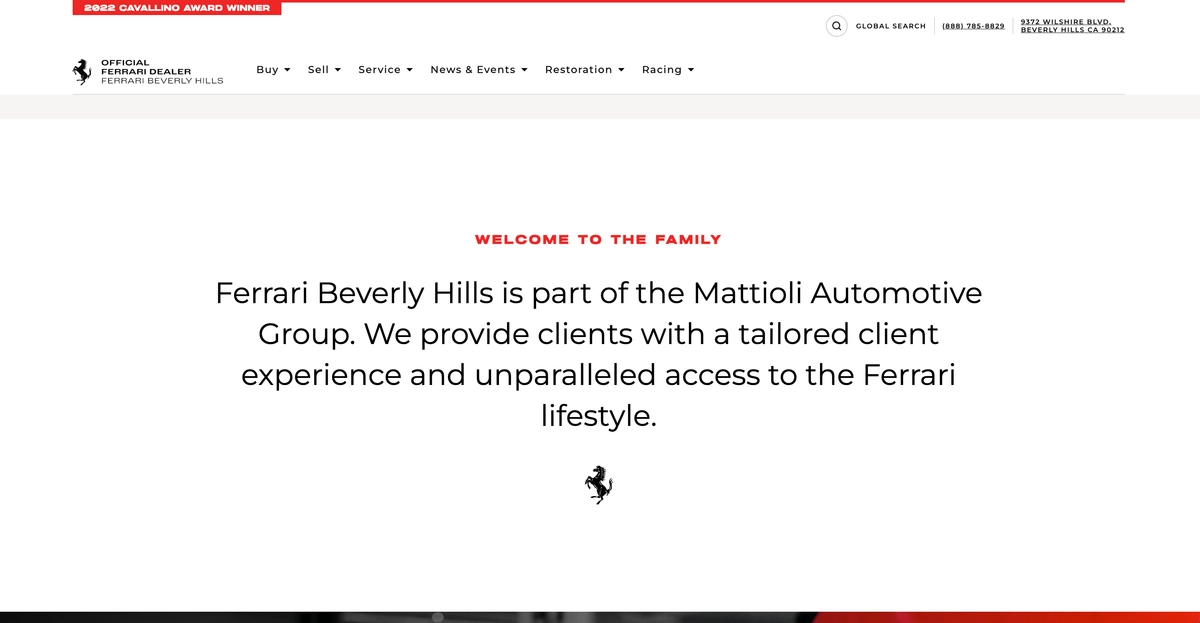 2022 CAVALLINO AWARD WINNER
GLOBAL SEARCH
(888) 785-8829
9372 WILSHIRE BLVD,
BEVERLY HILLS CA 90212
OFFICIAL
FERRARI DEALER
FERRARI BEVERLY HILLS
Buy
Sell
Service
News & Events
Restoration
Racing
WELCOME TO THE FAMILY
Ferrari Beverly Hills is part of the Mattioli Automotive
Group. We provide clients with a tailored client
experience and unparalleled access to the Ferrari
lifestyle.